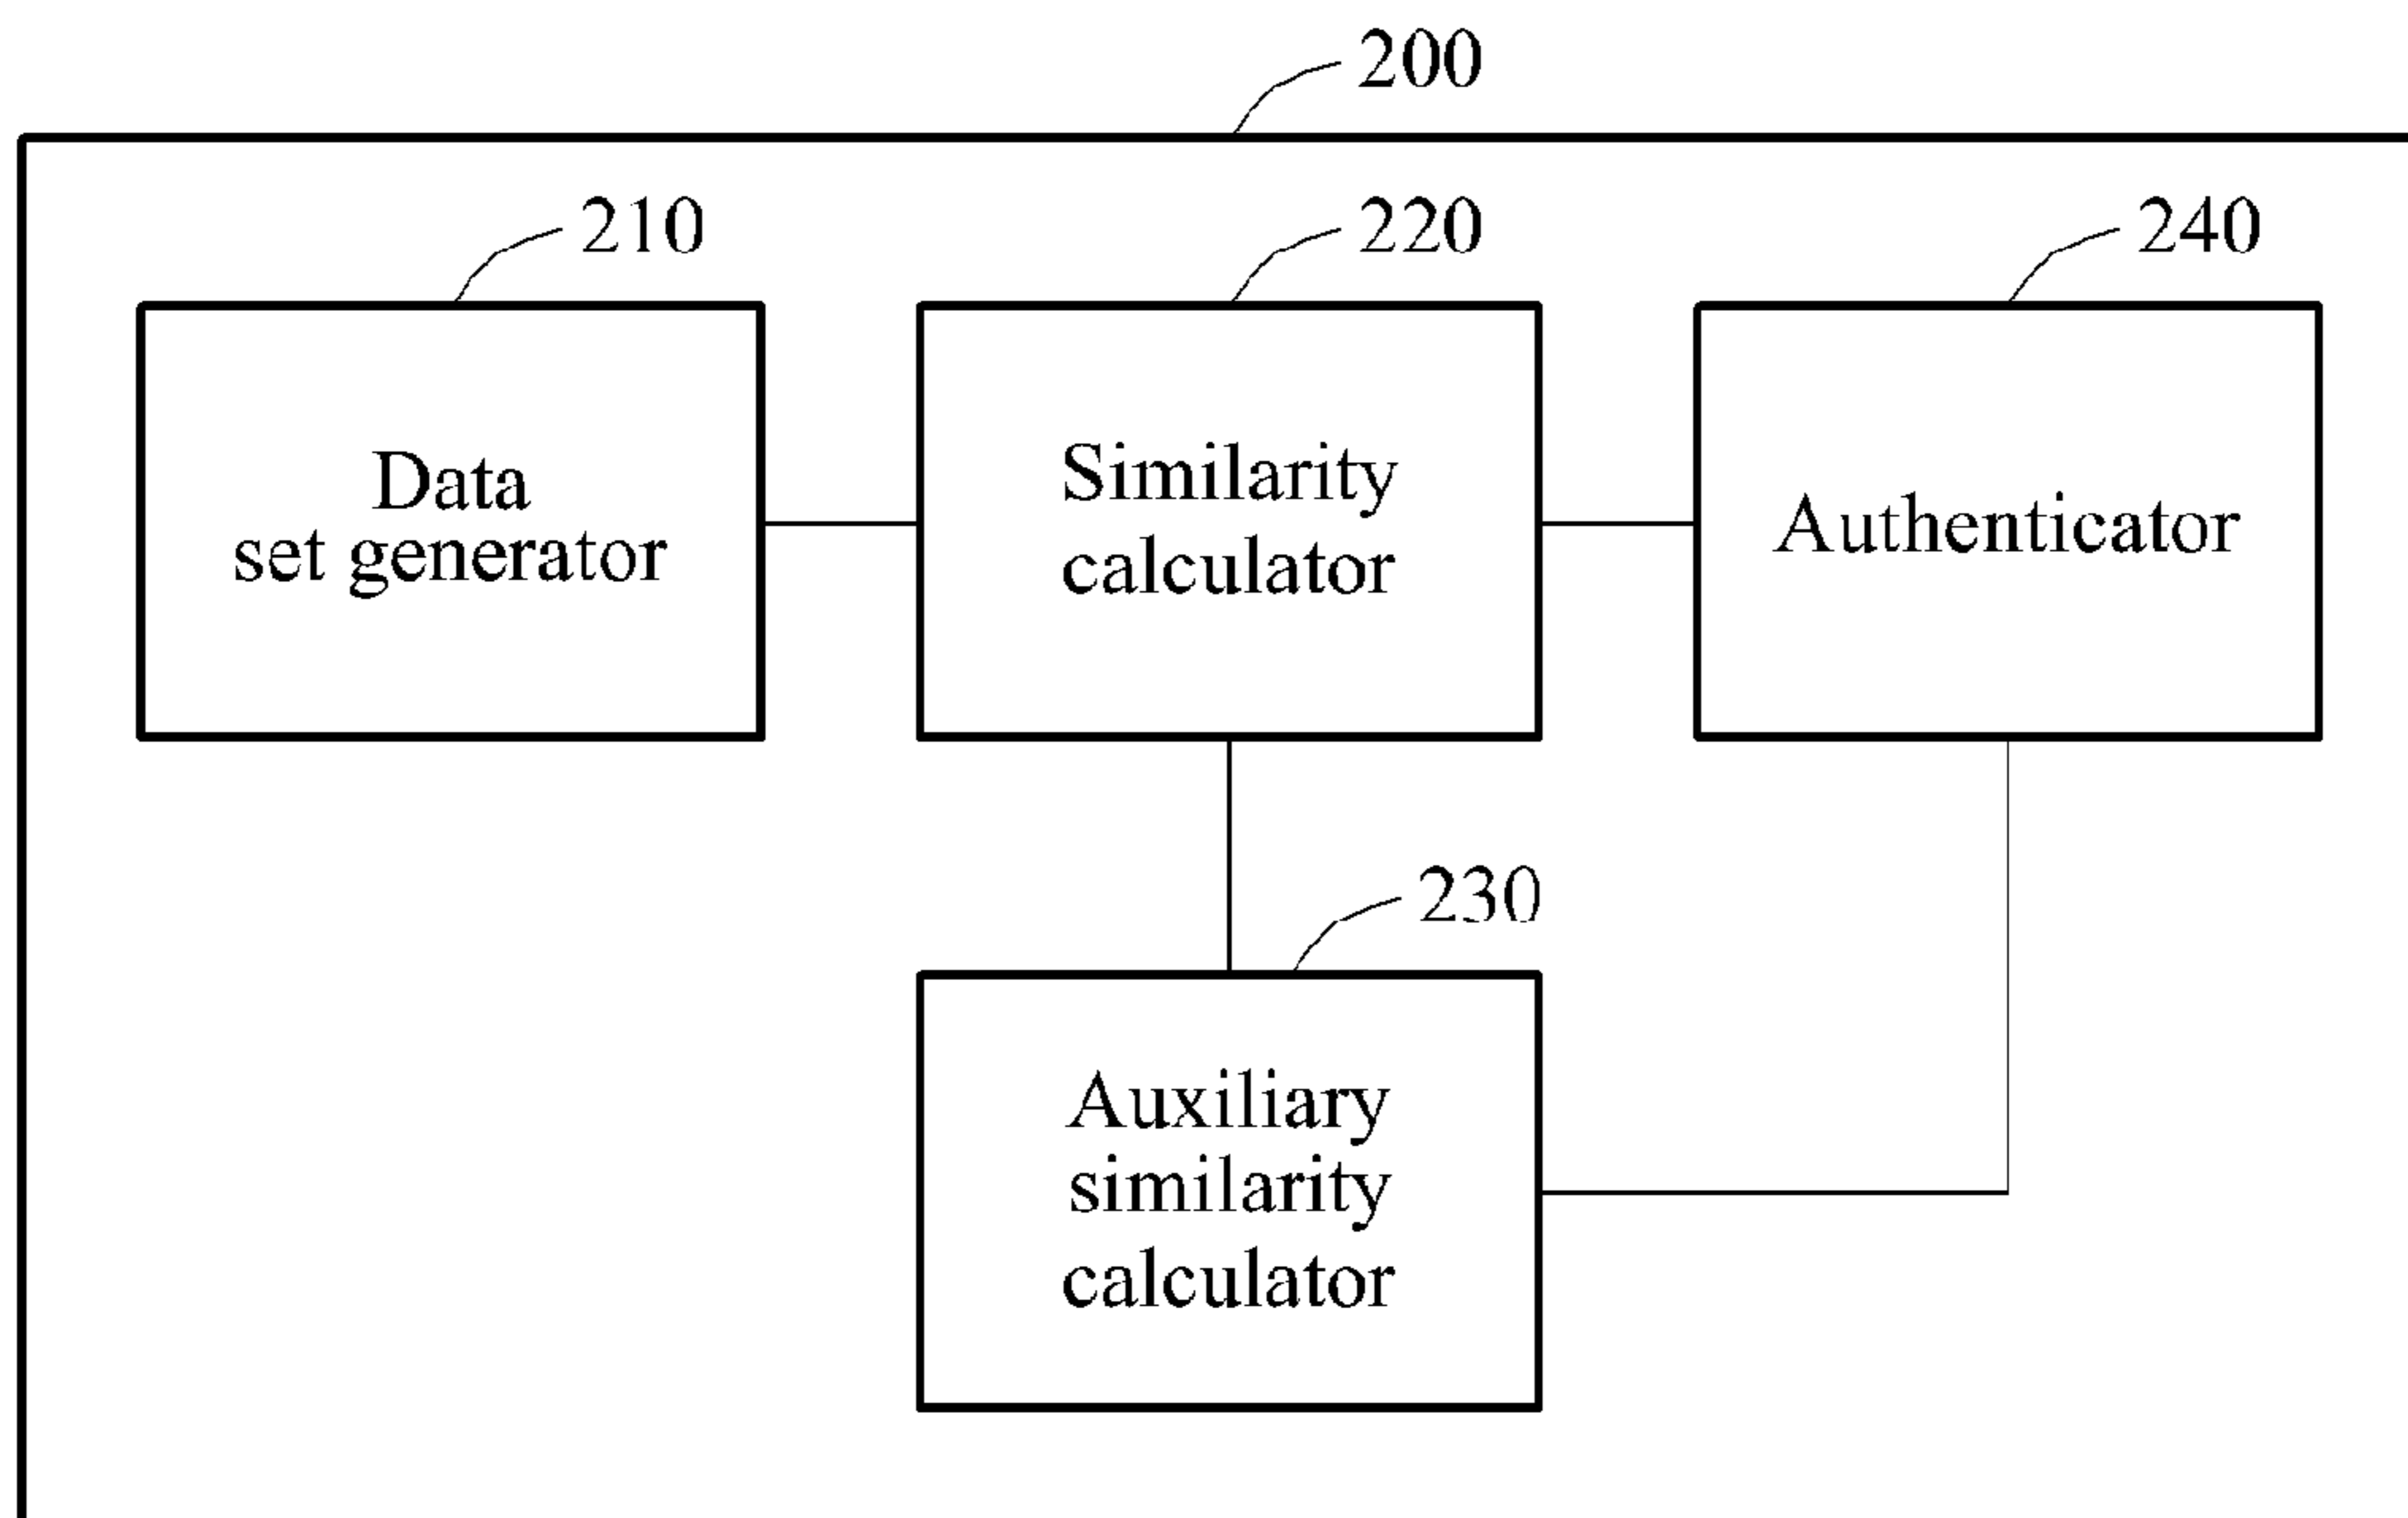 200
210
220
240
Data
set generator
Similarity
calculator
Authenticator
230
Auxiliary
similarity
calculator